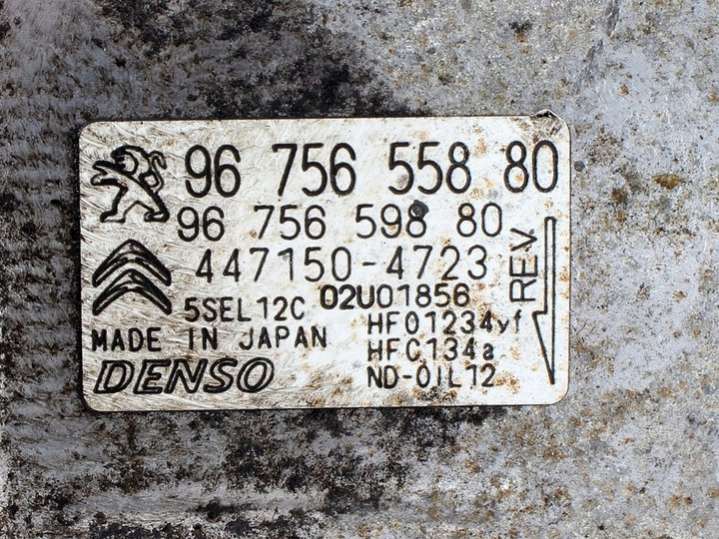 96 756 558 80
96 756 598 80
447150-4723
5SEL12C 02U01856
MADE IN JAPAN HFO1234yf
DENSO HFC134a
ND-OIL12
REV.